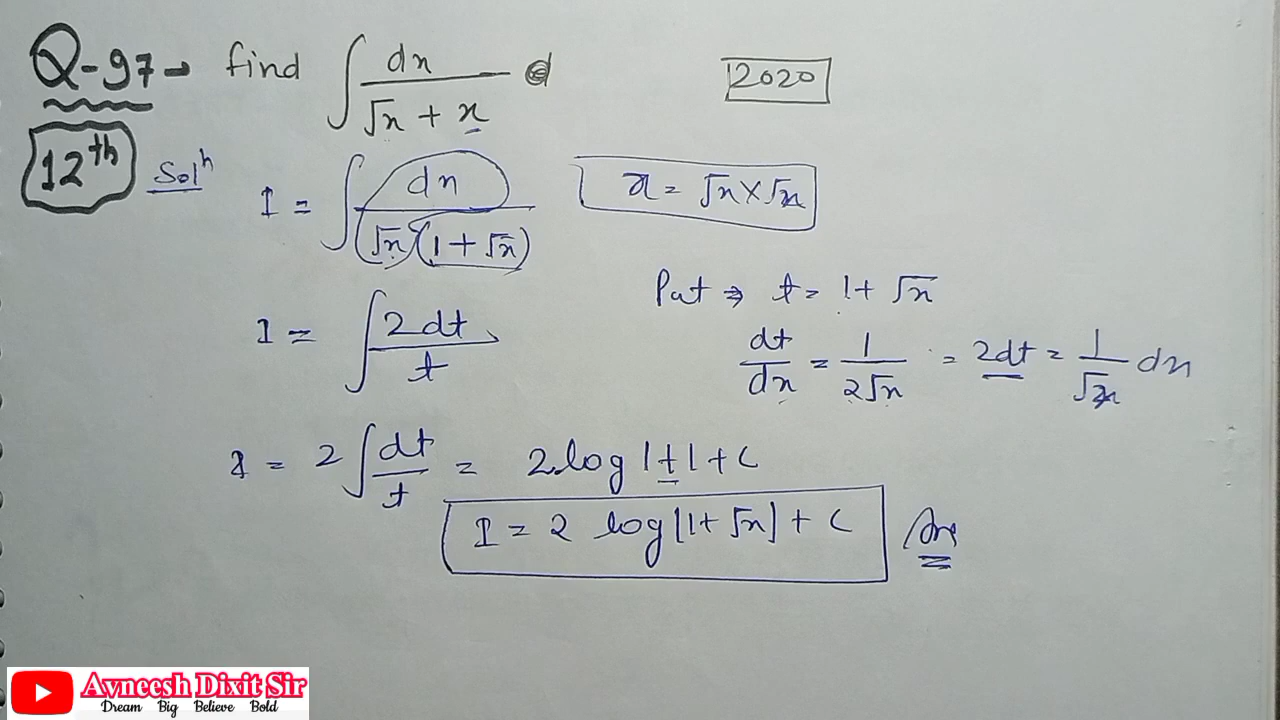 Q-97→ find ∫ dx / (√x + x)
2020
12th
Solⁿ
I = ∫ dx / (√x (1 + √x))
x = √x × √x
Put ⇒ t = 1 + √x
I = ∫ 2dt / t
dt/dx = 1/(2√x) = 2dt = 1/√x dx
I = 2 ∫ dt/t = 2 log |t| + C
I = 2 log |1 + √x| + C Ans
Avneesh Dixit Sir
Dream Big Believe Bold